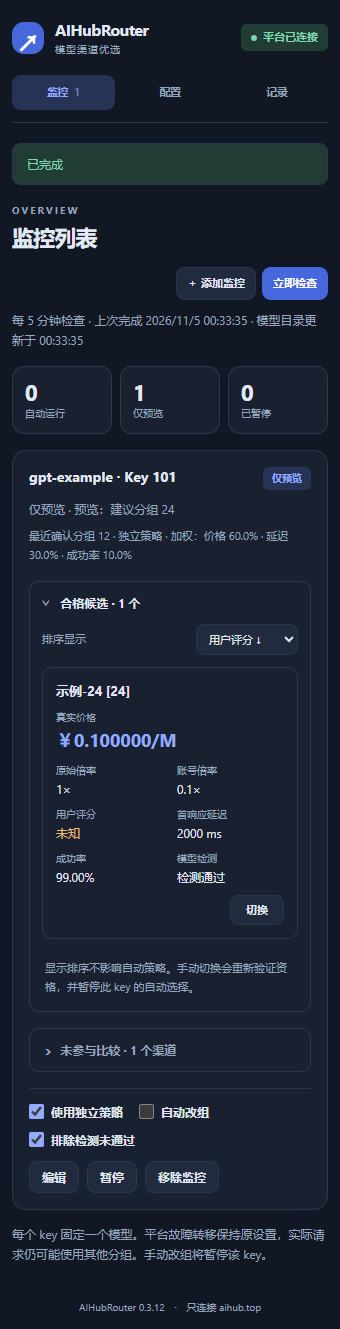 AIHubRouter
模型渠道优选
平台已连接
监控 1
配置
记录
已完成
OVERVIEW
监控列表
+ 添加监控
立即检查
每 5 分钟检查 · 上次完成 2026/11/5 00:33:35 · 模型目录更
新于 00:33:35
0
自动运行
1
仅预览
0
已暂停
gpt-example · Key 101
仅预览
仅预览 · 预览：建议分组 24
最近确认分组 12 · 独立策略 · 加权：价格 60.0% · 延迟
30.0% · 成功率 10.0%
合格候选 · 1 个
排序显示
用户评分 ↓
示例-24 [24]
真实价格
￥0.100000/M
原始倍率
账号倍率
1×
0.1×
用户评分
首响应延迟
未知
2000 ms
成功率
模型检测
99.00%
检测通过
切换
显示排序不影响自动策略。手动切换会重新验证资
格，并暂停此 key 的自动选择。
未参与比较 · 1 个渠道
使用独立策略
自动改组
排除检测未通过
编辑
暂停
移除监控
每个 key 固定一个模型。平台故障转移保持原设置，实际请
求仍可能使用其他分组。手动改组将暂停该 key。
AIHubRouter 0.3.12 · 只连接 aihub.top